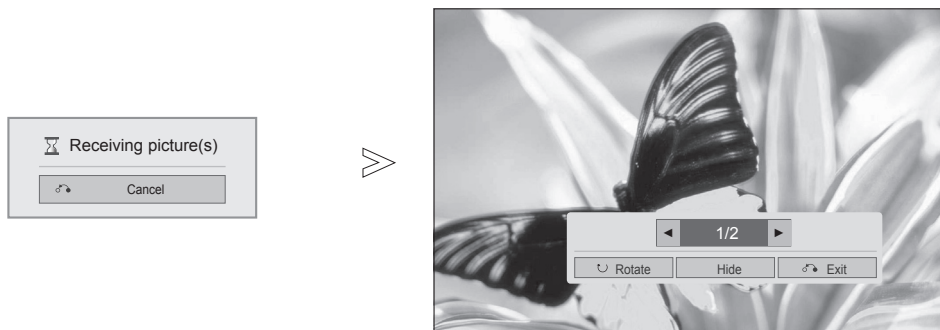 Receiving picture(s)
Cancel
1/2
Rotate
Hide
Exit